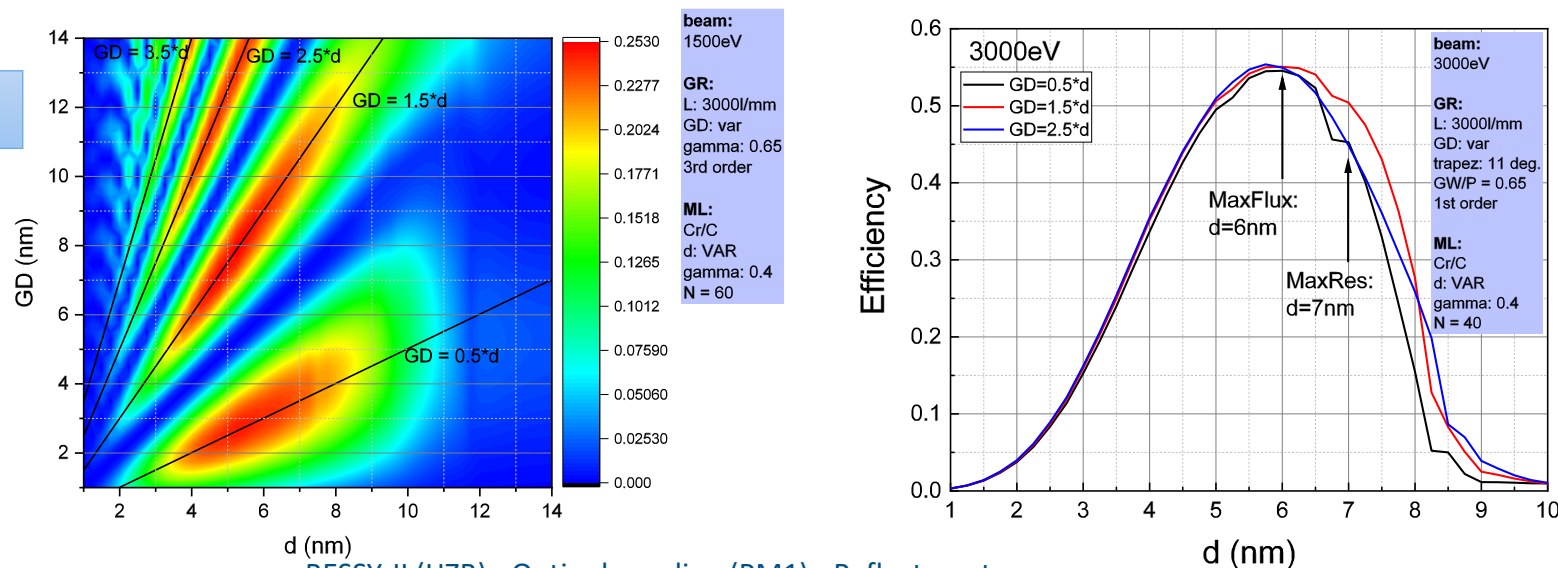 14
12
10
8
6
4
2
GD (nm)
2
4
6
8
10
12
14
d (nm)
GD = 3.5*d
GD = 2.5*d
GD = 1.5*d
GD = 0.5*d
0.2530
0.2277
0.2024
0.1771
0.1518
0.1265
0.1012
0.07590
0.05060
0.02530
0.000
beam:
1500eV
GR:
L: 3000l/mm
GD: var
gamma: 0.65
3rd order
ML:
Cr/C
d: VAR
gamma: 0.4
N = 60
0.6
0.5
0.4
0.3
0.2
0.1
0.0
Efficiency
1
2
3
4
5
6
7
8
9
10
d (nm)
3000eV
GD=0.5*d
GD=1.5*d
GD=2.5*d
MaxFlux:
d=6nm
MaxRes:
d=7nm
beam:
3000eV
GR:
L: 3000l/mm
GD: var
trapez: 11 deg.
GW/P = 0.65
1st order
ML:
Cr/C
d: VAR
gamma: 0.4
N = 40